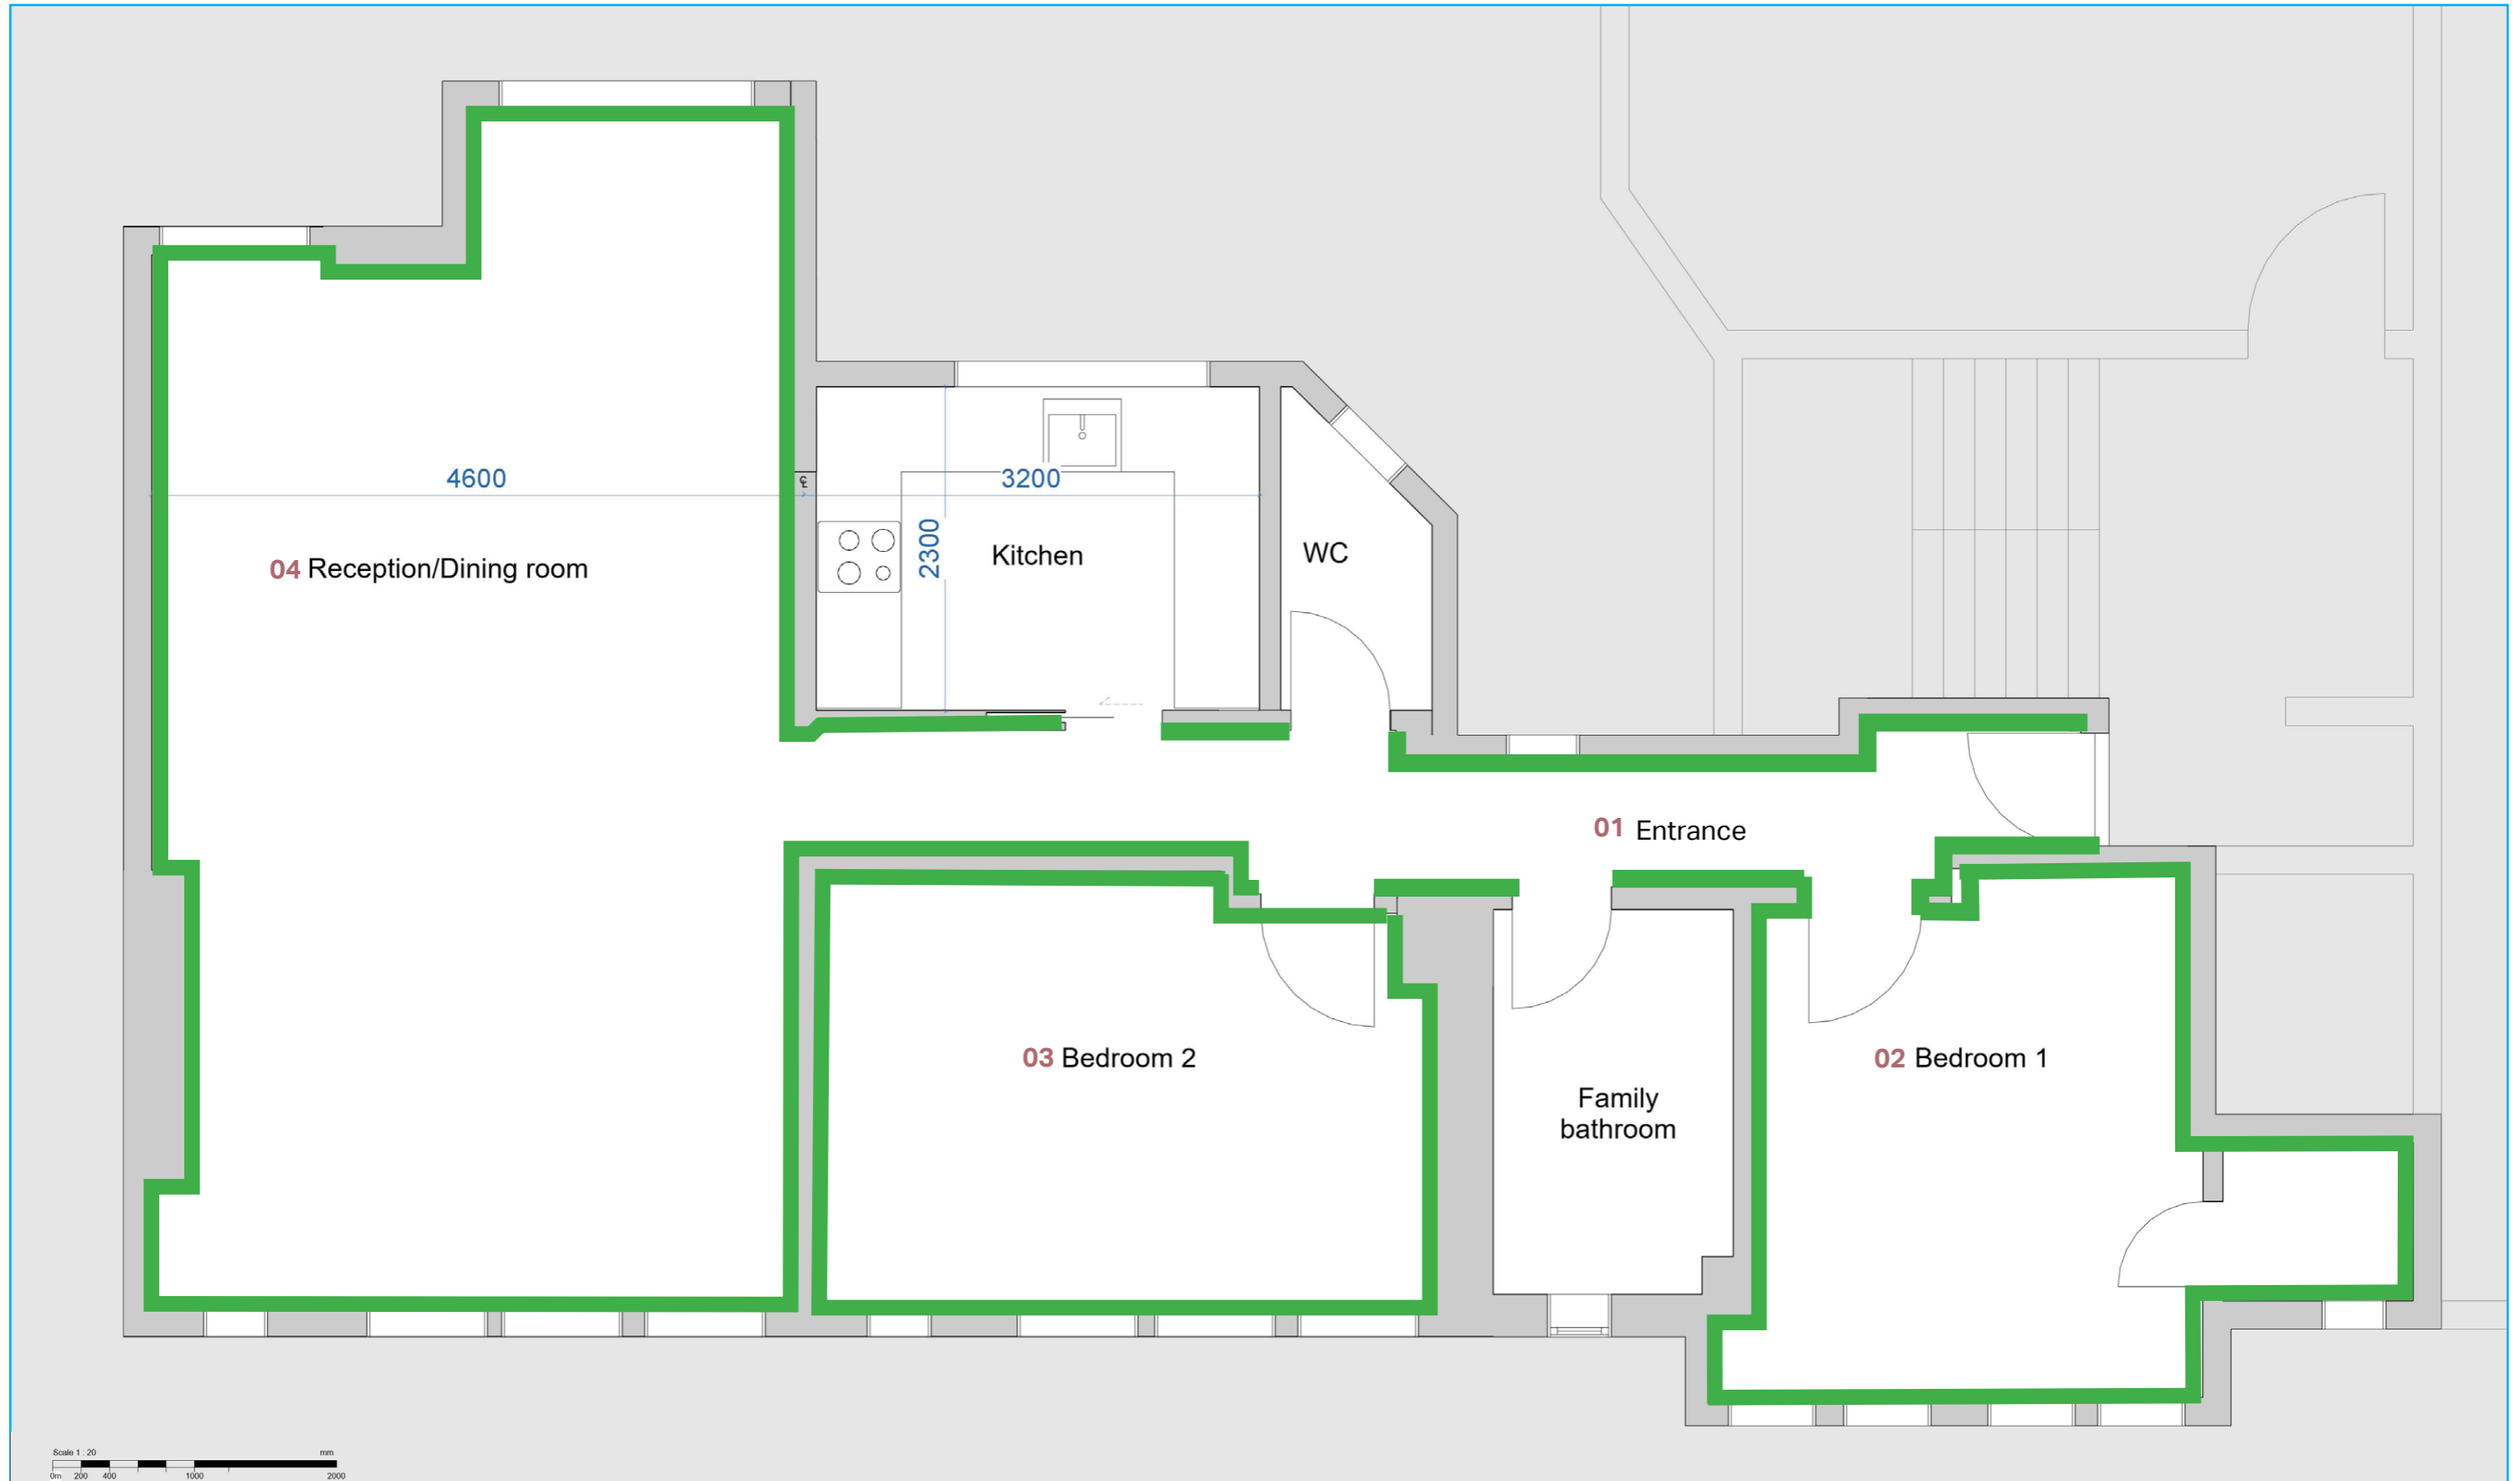 4600
℄
3200
2300
04 Reception/Dining room
Kitchen
WC
01 Entrance
03 Bedroom 2
02 Bedroom 1
Family
bathroom
Scale 1 : 20
mm
0m 200 400 1000 2000